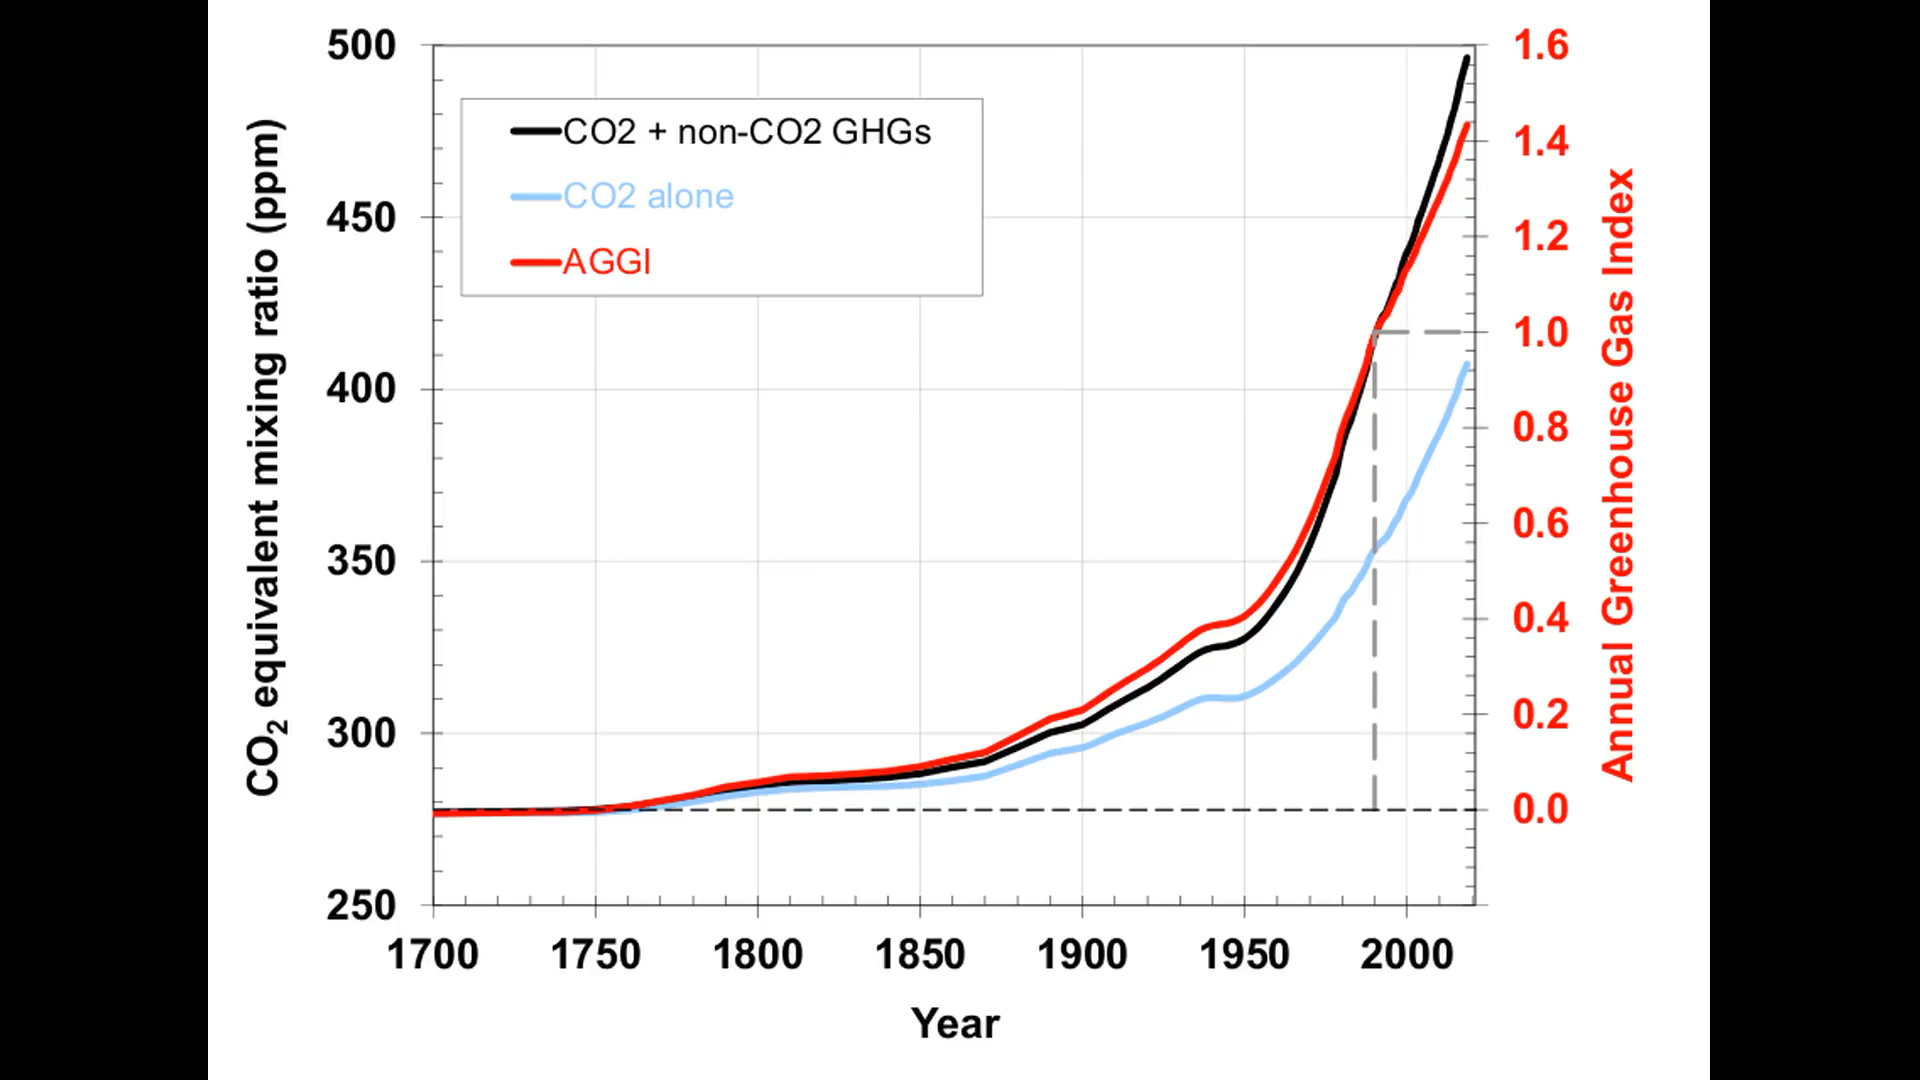 500
450
400
350
300
250
CO2 equivalent mixing ratio (ppm)
CO2 + non-CO2 GHGs
CO2 alone
AGGI
1.6
1.4
1.2
1.0
0.8
0.6
0.4
0.2
0.0
Annual Greenhouse Gas Index
1700 1750 1800 1850 1900 1950 2000
Year